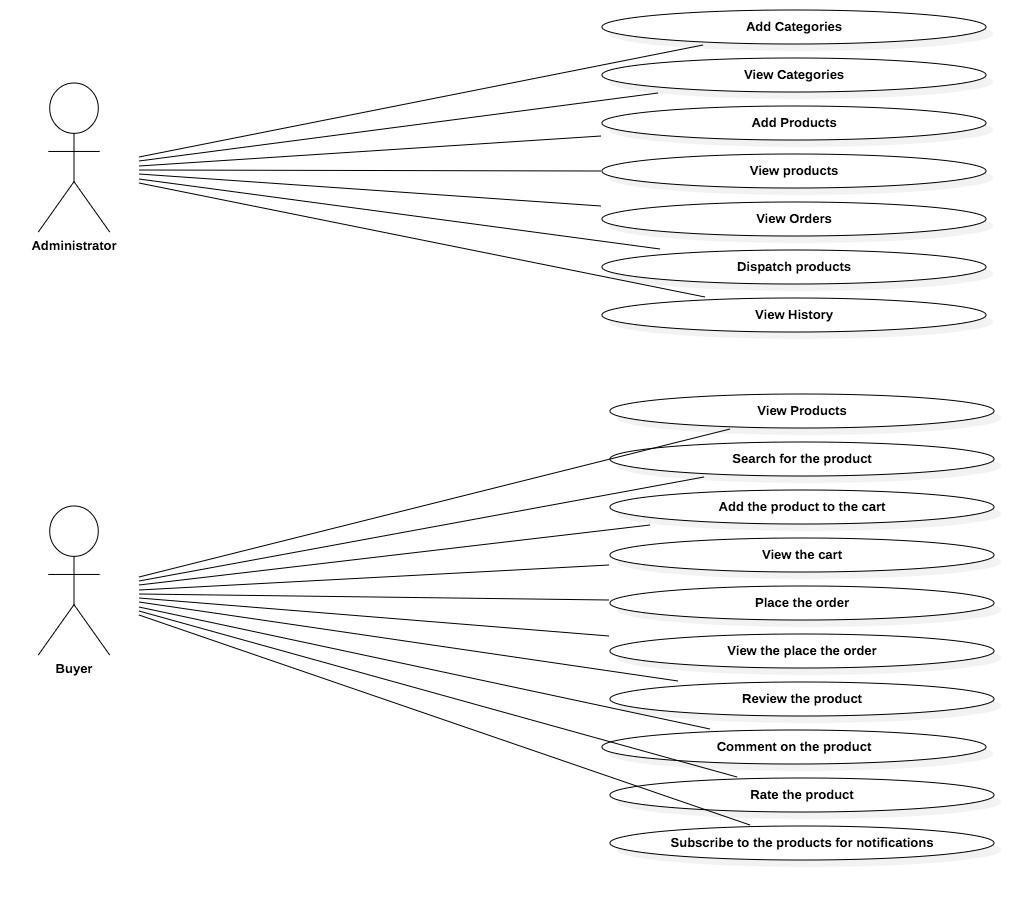 Add Categories
View Categories
Add Products
View products
View Orders
Dispatch products
View History
Administrator
View Products
Search for the product
Add the product to the cart
View the cart
Place the order
View the place the order
Review the product
Comment on the product
Rate the product
Subscribe to the products for notifications
Buyer